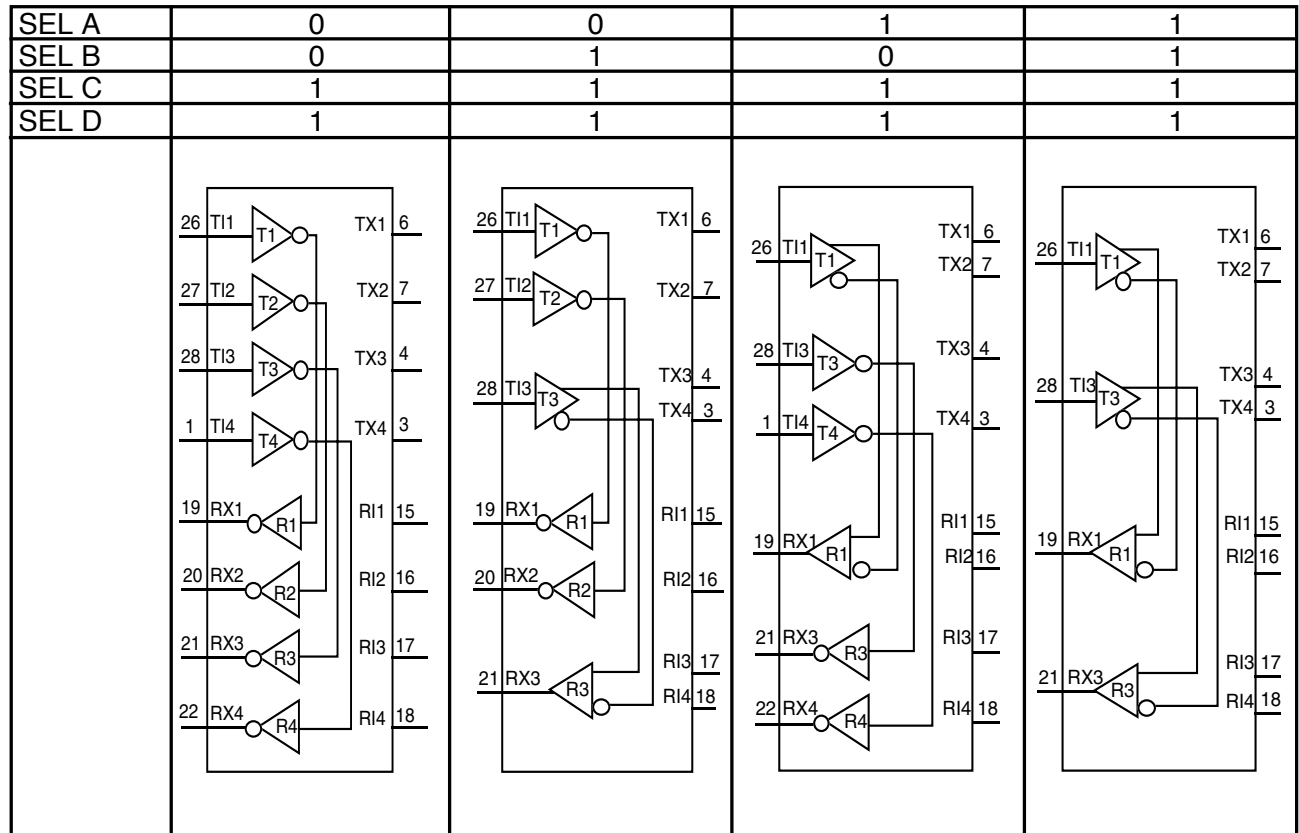 SEL A 0 0 1 1
SEL B 0 1 0 1
SEL C 1 1 1 1
SEL D 1 1 1 1
26 TI1 T1 TX1 6
27 TI2 T2 TX2 7
28 TI3 T3 TX3 4
1 TI4 T4 TX4 3
19 RX1 R1 RI1 15
20 RX2 R2 RI2 16
21 RX3 R3 RI3 17
22 RX4 R4 RI4 18
26 TI1 T1 TX1 6
27 TI2 T2 TX2 7
28 TI3 T3 TX3 4
TX4 3
19 RX1 R1 RI1 15
20 RX2 R2 RI2 16
21 RX3 R3 RI3 17
RI4 18
26 TI1 T1 TX1 6
TX2 7
28 TI3 T3 TX3 4
1 TI4 T4 TX4 3
19 RX1 R1 RI1 15
RI2 16
21 RX3 R3 RI3 17
22 RX4 R4 RI4 18
26 TI1 T1 TX1 6
TX2 7
28 TI3 T3 TX3 4
TX4 3
19 RX1 R1 RI1 15
RI2 16
21 RX3 R3 RI3 17
RI4 18